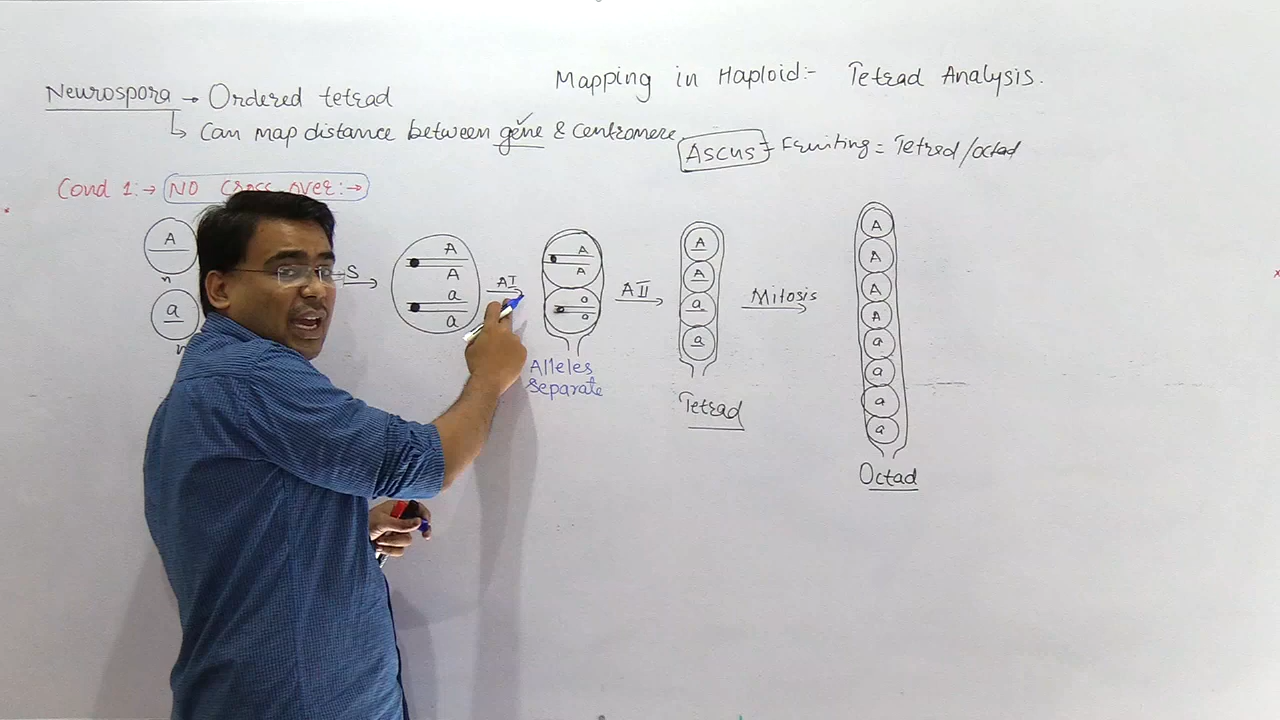 Mapping in Haploid:- Tetrad Analysis.
Neurospora → Ordered tetrad
↳ Can map distance between gene & centromere
Ascus = Fruiting = Tetrad/octad
Cond 1:→ NO Cross over:→
A
n
a
n
S
A
A
a
a
AI
A
A
a
a
Alleles
Separate
AII
A
A
a
a
Tetrad
Mitosis
A
A
A
A
a
a
a
a
Octad